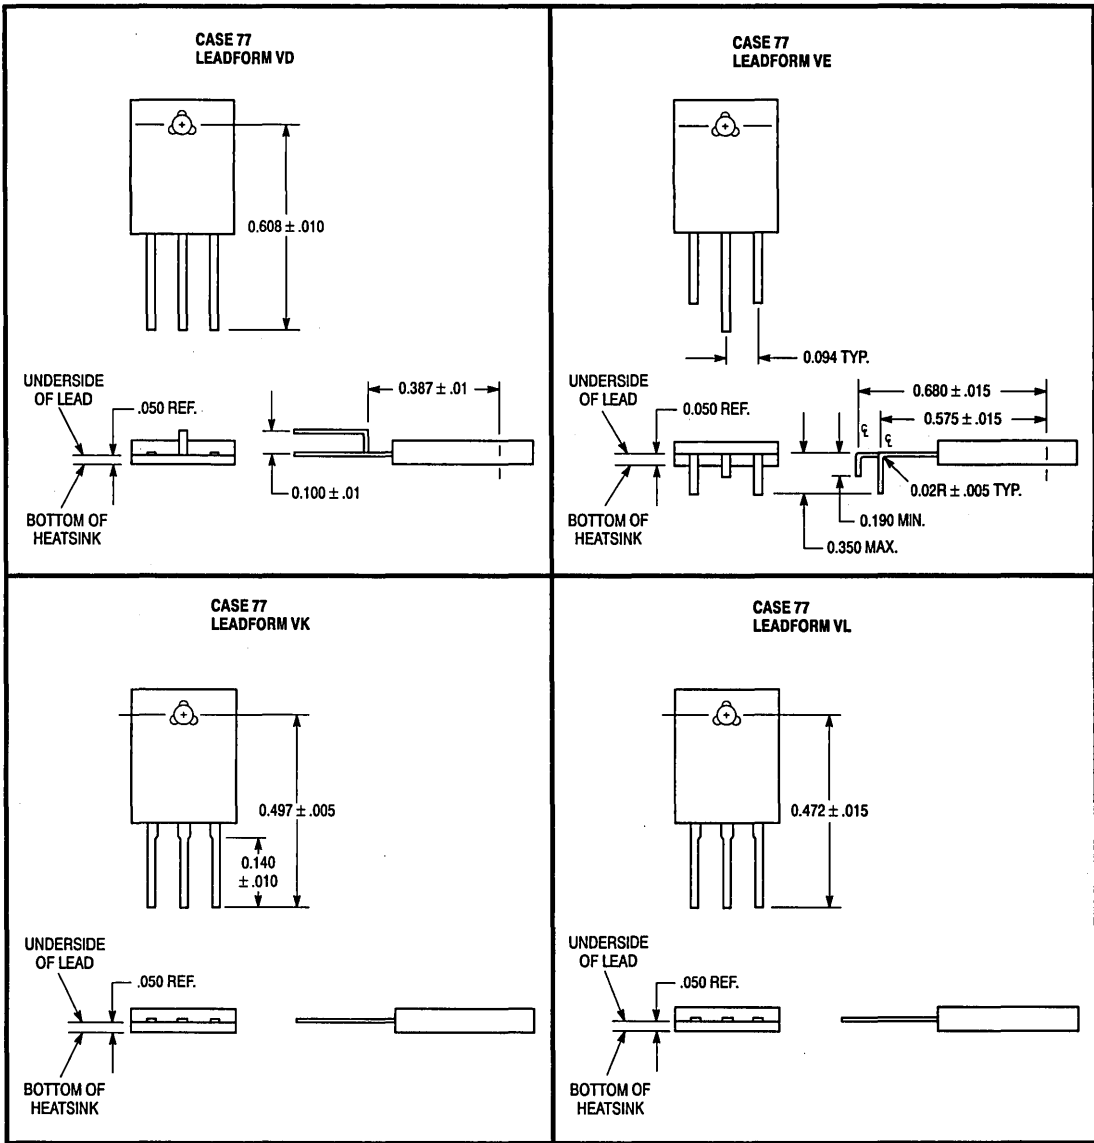 CASE 77
LEADFORM VD
0.608 ± .010
UNDERSIDE
OF LEAD
.050 REF.
0.387 ± .01
0.100 ± .01
BOTTOM OF
HEATSINK
CASE 77
LEADFORM VE
0.094 TYP.
UNDERSIDE
OF LEAD
0.050 REF.
0.680 ± .015
0.575 ± .015
℄ ℄
0.02R ± .005 TYP.
0.190 MIN.
0.350 MAX.
BOTTOM OF
HEATSINK
CASE 77
LEADFORM VK
0.497 ± .005
0.140
± .010
UNDERSIDE
OF LEAD
.050 REF.
BOTTOM OF
HEATSINK
CASE 77
LEADFORM VL
0.472 ± .015
UNDERSIDE
OF LEAD
.050 REF.
BOTTOM OF
HEATSINK